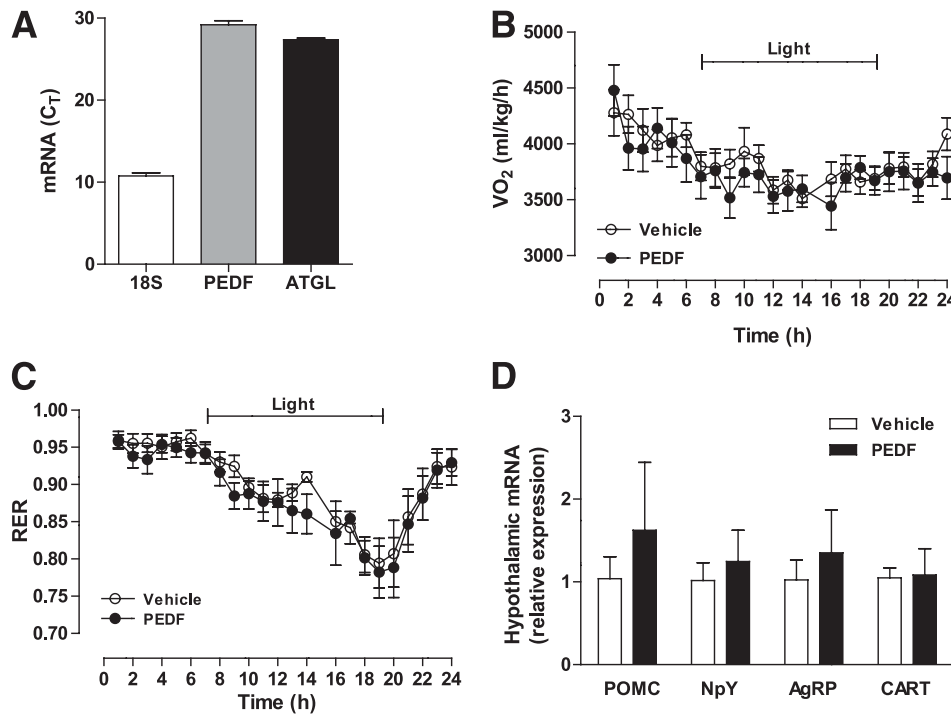 A
mRNA (CT)
30
20
10
0
18S PEDF ATGL
B
Light
VO2 (ml/kg/h)
5000
4500
4000
3500
3000
Vehicle
PEDF
0 2 4 6 8 10 12 14 16 18 20 22 24
Time (h)
C
Light
RER
1.00
0.95
0.90
0.85
0.80
0.75
0.70
Vehicle
PEDF
0 2 4 6 8 10 12 14 16 18 20 22 24
Time (h)
D
Hypothalamic mRNA
(relative expression)
3
2
1
0
Vehicle
PEDF
POMC NpY AgRP CART